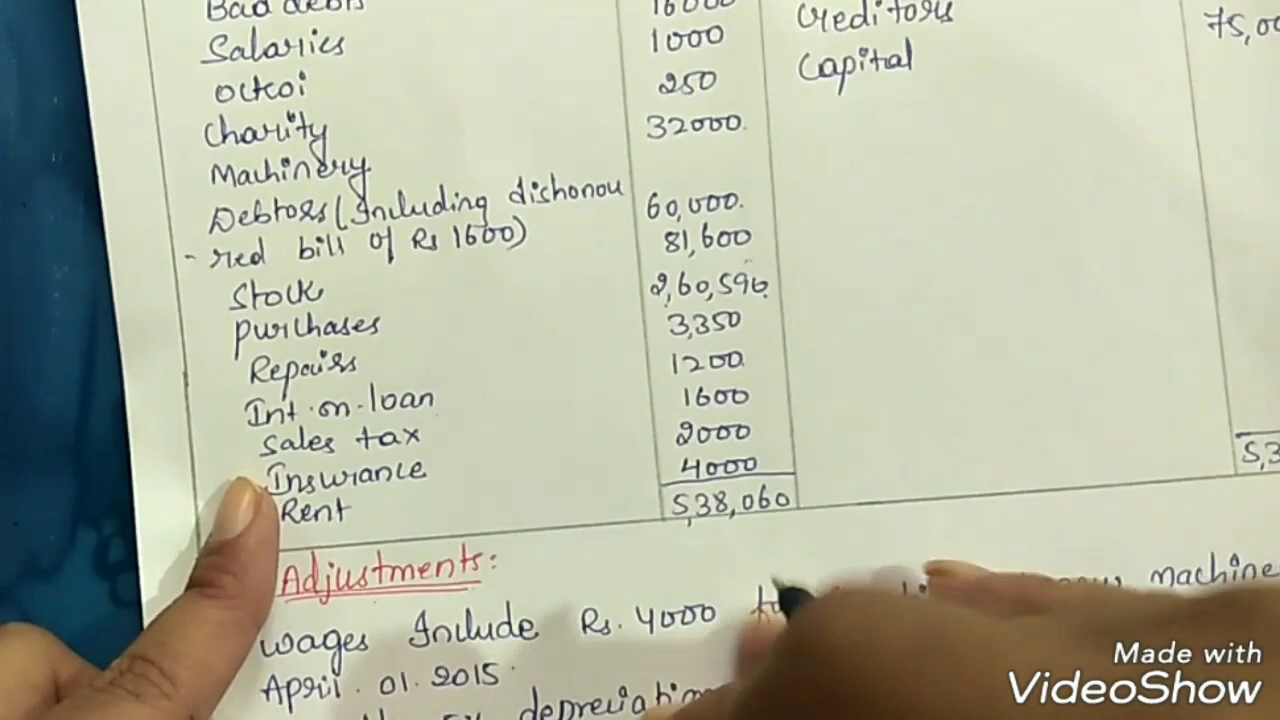 Bad debts 16000 Creditors 75,00
Salaries 1000 Capital
octroi 250
Charity 32000.
Machinery
Debtors (Including dishonou 60,000.
- red bill of Rs 1600) 81,600
Stock 2,60,596.
purchases 3,350
Repairs 1200.
Int. on. loan 1600
Sales tax 2000
Insurance 4000
Rent 5,38,060 5,3
Adjustments:
wages Include Rs. 4000 machine
April. 01. 2015.
depreciation
Made with
VideoShow